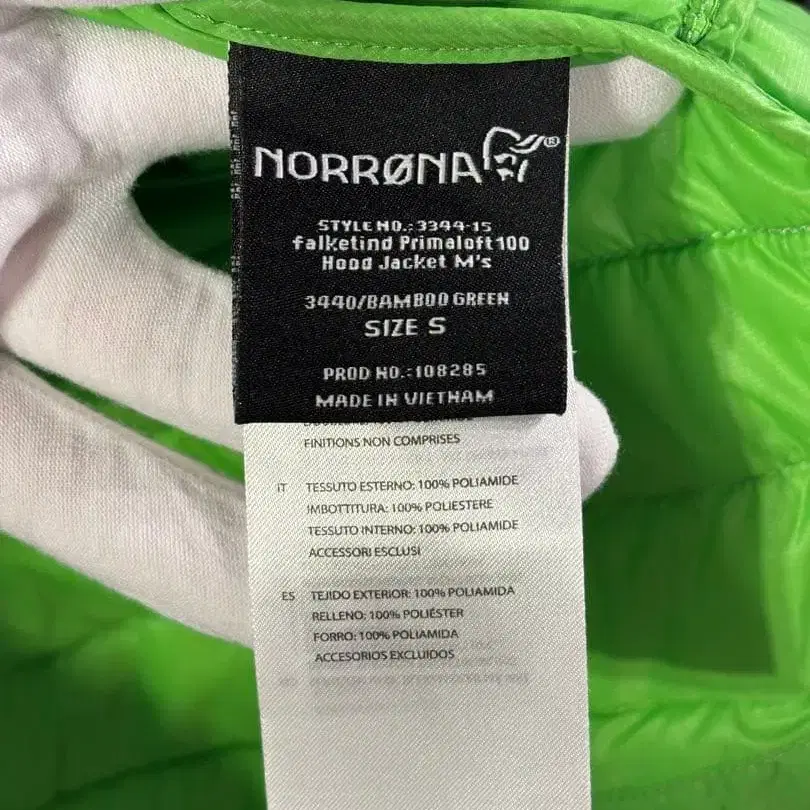 NORRØNA
STYLE NO.:3344-15
falketind Primaloft100
Hood Jacket M's
3440/BAMBOO GREEN
SIZE S
PROD NO.:108285
MADE IN VIETNAM
FINITIONS NON COMPRISES
IT TESSUTO ESTERNO: 100% POLIAMIDE
IMBOTTITURA: 100% POLIESTERE
TESSUTO INTERNO: 100% POLIAMIDE
ACCESSORI ESCLUSI
ES TEJIDO EXTERIOR: 100% POLIAMIDA
RELLENO: 100% POLIÉSTER
FORRO: 100% POLIAMIDA
ACCESORIOS EXCLUIDOS